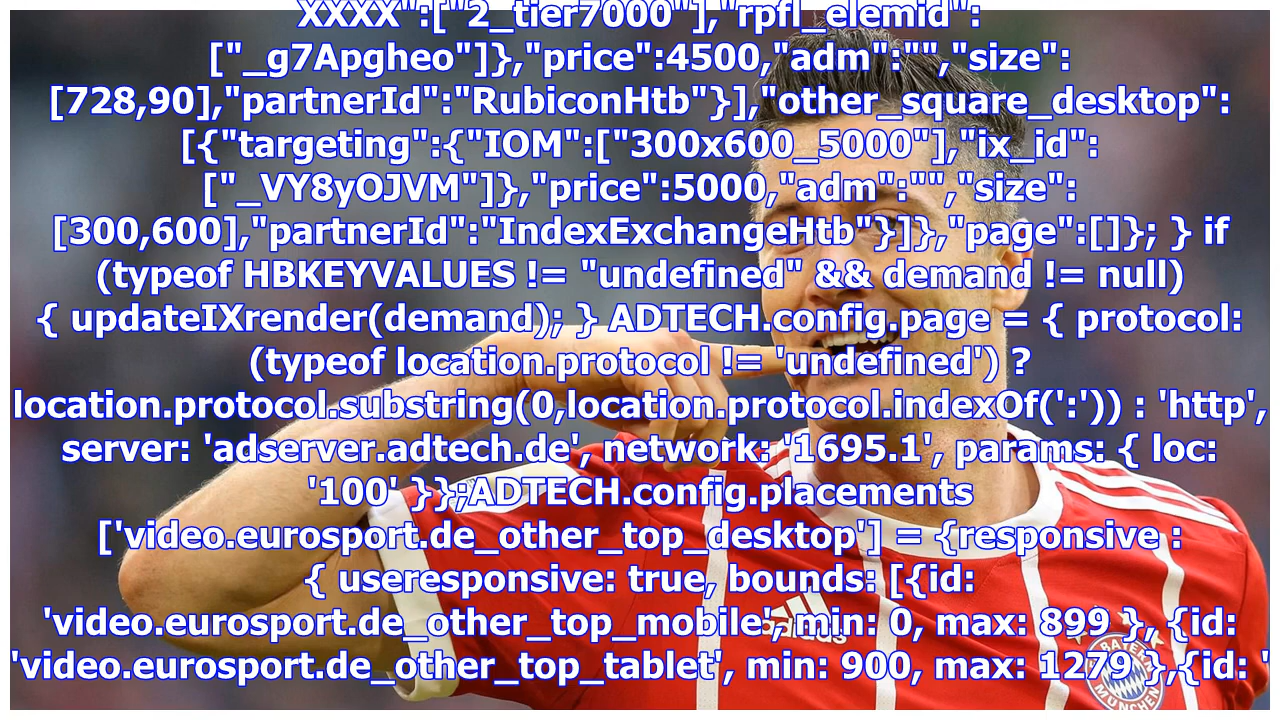 XXXX":["2_tier7000"],"rpfl_elemid":
["_g7Apgheo"]},"price":4500,"adm":"","size":
[728,90],"partnerId":"RubiconHtb"}],"other_square_desktop":
[{"targeting":{"IOM":["300x600_5000"],"ix_id":
["_VY8yOJVM"]},"price":5000,"adm":"","size":
[300,600],"partnerId":"IndexExchangeHtb"}]},"page":[]}; } if
(typeof HBKEYVALUES != "undefined" && demand != null)
{ updateIXrender(demand); } ADTECH.config.page = { protocol:
(typeof location.protocol != 'undefined') ?
location.protocol.substring(0,location.protocol.indexOf(':')) : 'http',
server: 'adserver.adtech.de', network: '1695.1', params: { loc:
'100' }};ADTECH.config.placements
['video.eurosport.de_other_top_desktop'] = {responsive :
{ useresponsive: true, bounds: [{id:
'video.eurosport.de_other_top_mobile', min: 0, max: 899 }, {id:
'video.eurosport.de_other_top_tablet', min: 900, max: 1279 },{id: '
adidas
BAYERN
MÜNCHEN